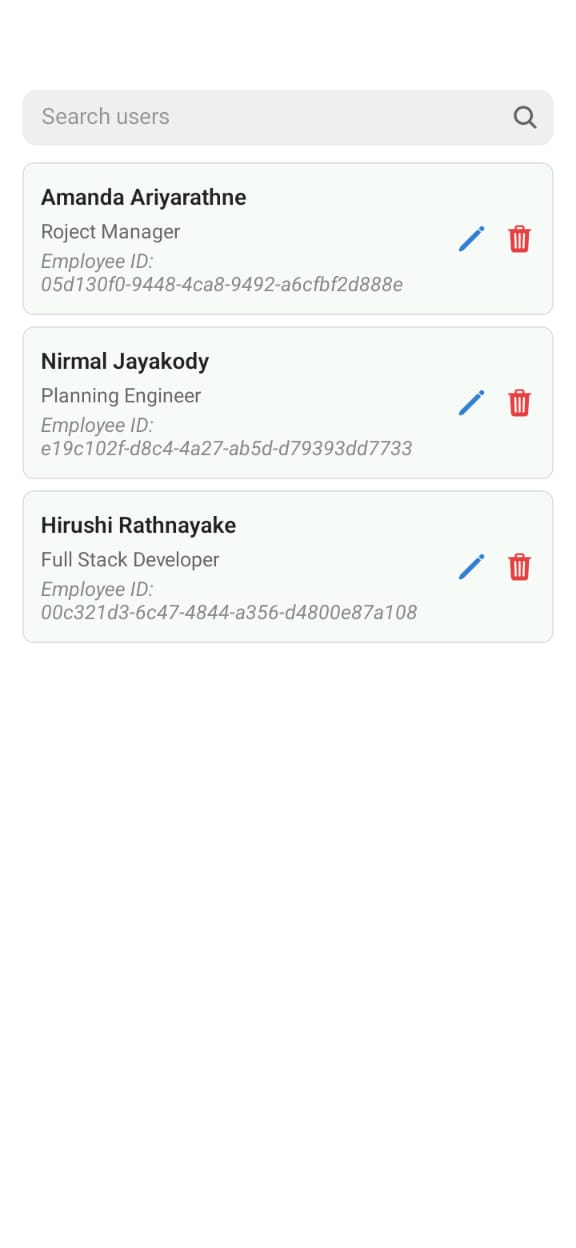 Search users
Amanda Ariyarathne
Roject Manager
Employee ID:
05d130f0-9448-4ca8-9492-a6cfbf2d888e
Nirmal Jayakody
Planning Engineer
Employee ID:
e19c102f-d8c4-4a27-ab5d-d79393dd7733
Hirushi Rathnayake
Full Stack Developer
Employee ID:
00c321d3-6c47-4844-a356-d4800e87a108